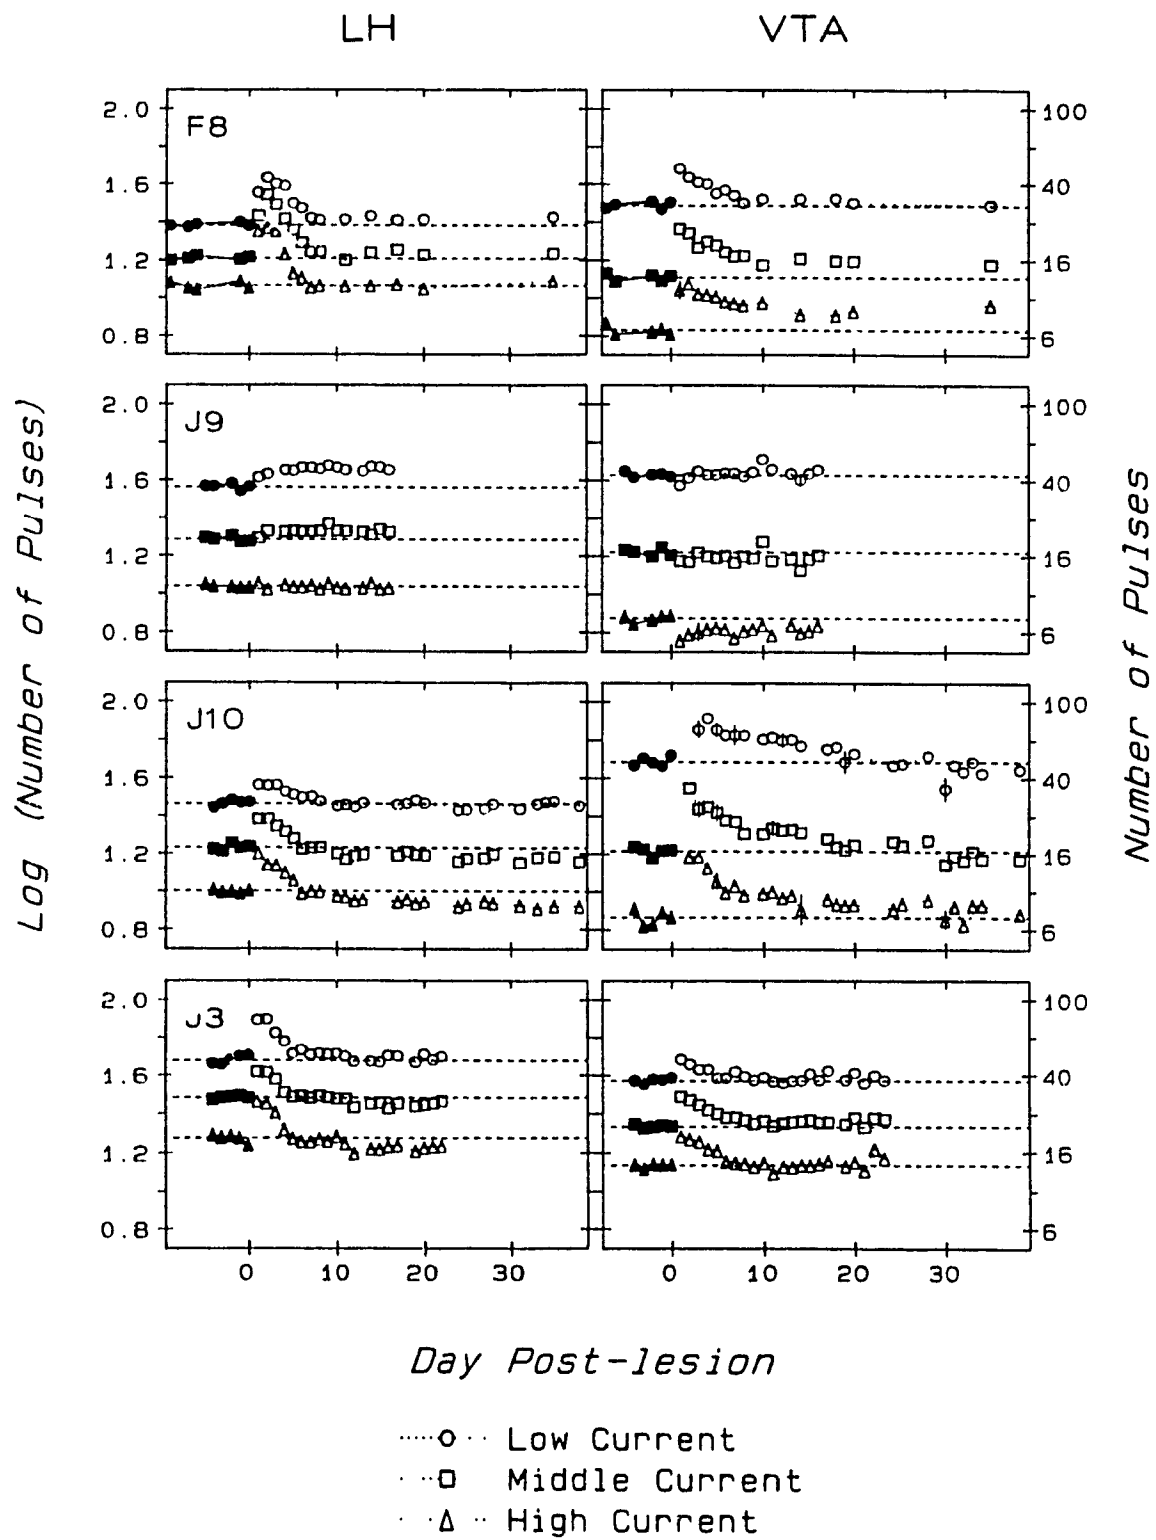 LH VTA
F8
2.0
1.6
1.2
0.8
100
40
16
6
J9
2.0
1.6
1.2
0.8
100
40
16
6
J10
2.0
1.6
1.2
0.8
100
40
16
6
J3
2.0
1.6
1.2
0.8
100
40
16
6
0 10 20 30
0 10 20 30
Log (Number of Pulses)
Number of Pulses
Day Post-lesion
Low Current
Middle Current
High Current